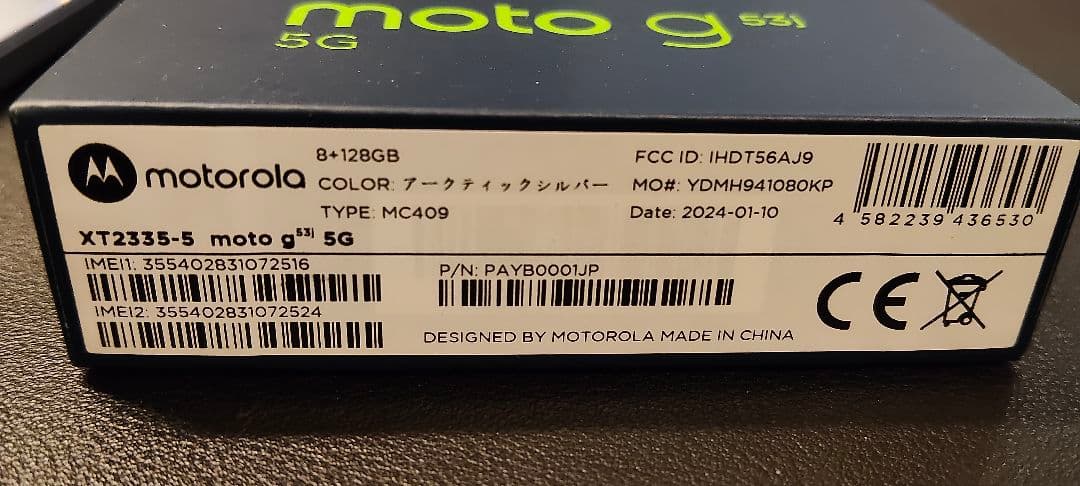 moto g53j
5G
motorola
8+128GB
COLOR: アークティックシルバー
TYPE: MC409
XT2335-5 moto g53j 5G
FCC ID: IHDT56AJ9
MO#: YDMH941080KP
Date: 2024-01-10
4 582239 436530
IMEI1: 355402831072516
IMEI2: 355402831072524
P/N: PAYB0001JP
DESIGNED BY MOTOROLA MADE IN CHINA
CE